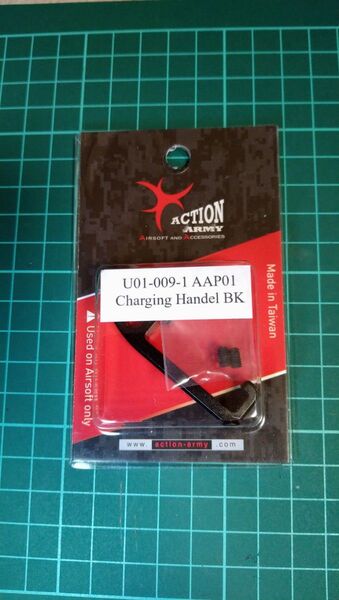 ACTION
ARMY
AIRSOFT AND ACCESSORIES
U01-009-1 AAP01
Charging Handel BK
Made in Taiwan
Used on Airsoft only
www.action-army.com